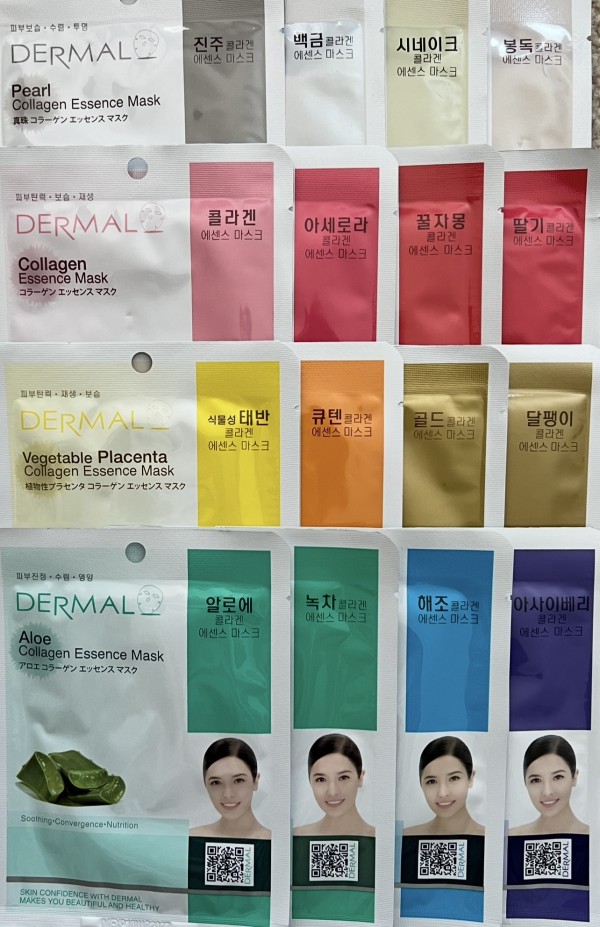 피부보습 • 수렴 • 투명
DERMAL
Pearl
Collagen Essence Mask
真珠 コラーゲン エッセンス マスク
진주 콜라겐
에센스 마스크
백금 콜라겐
에센스 마스크
시네이크
콜라겐
에센스 마스크
봉독 콜라겐
에센스 마스크
피부탄력 • 보습 • 재생
DERMAL
Collagen
Essence Mask
コラーゲン エッセンス マスク
콜라겐
에센스 마스크
아세로라
콜라겐
에센스 마스크
꿀자몽
콜라겐
에센스 마스크
딸기 콜라겐
에센스 마스크
피부탄력 • 재생 • 보습
DERMAL
Vegetable Placenta
Collagen Essence Mask
植物性プラセンタ コラーゲン エッセンス マスク
식물성 태반
콜라겐
에센스 마스크
큐텐 콜라겐
에센스 마스크
골드 콜라겐
에센스 마스크
달팽이
콜라겐
에센스 마스크
피부진정 • 수렴 • 영양
DERMAL
Aloe
Collagen Essence Mask
アロエ コラーゲン エッセンス マスク
Soothing•Convergence•Nutrition
SKIN CONFIDENCE WITH DERMAL
MAKES YOU BEAUTIFUL AND HEALTHY
알로에
콜라겐
에센스 마스크
DERMAL
녹차 콜라겐
에센스 마스크
DERMAL
해조 콜라겐
에센스 마스크
DERMAL
아사이베리
콜라겐
에센스 마스크
DERMAL